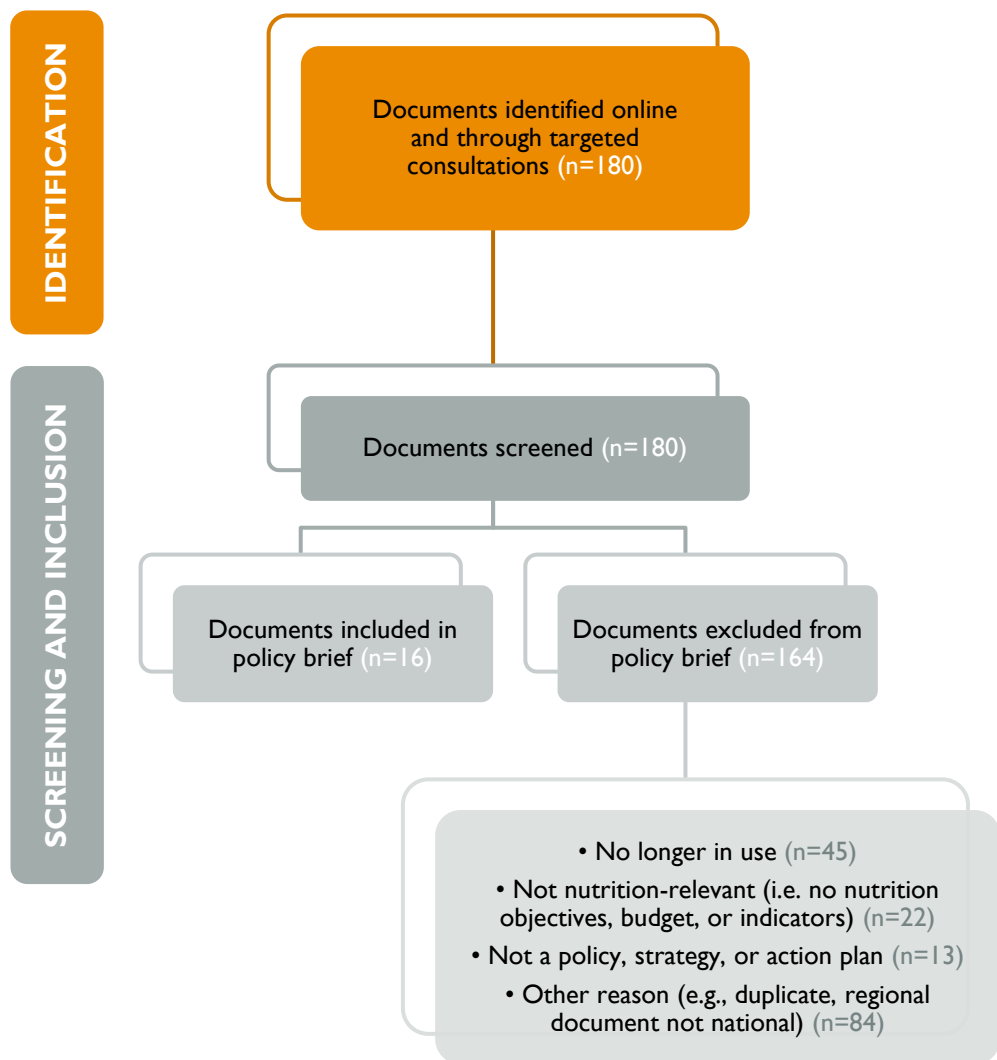 IDENTIFICATION
Documents identified online
and through targeted
consultations (n=180)
SCREENING AND INCLUSION
Documents screened (n=180)
Documents included in
policy brief (n=16)
Documents excluded from
policy brief (n=164)
• No longer in use (n=45)
• Not nutrition-relevant (i.e. no nutrition
objectives, budget, or indicators) (n=22)
• Not a policy, strategy, or action plan (n=13)
• Other reason (e.g., duplicate, regional
document not national) (n=84)